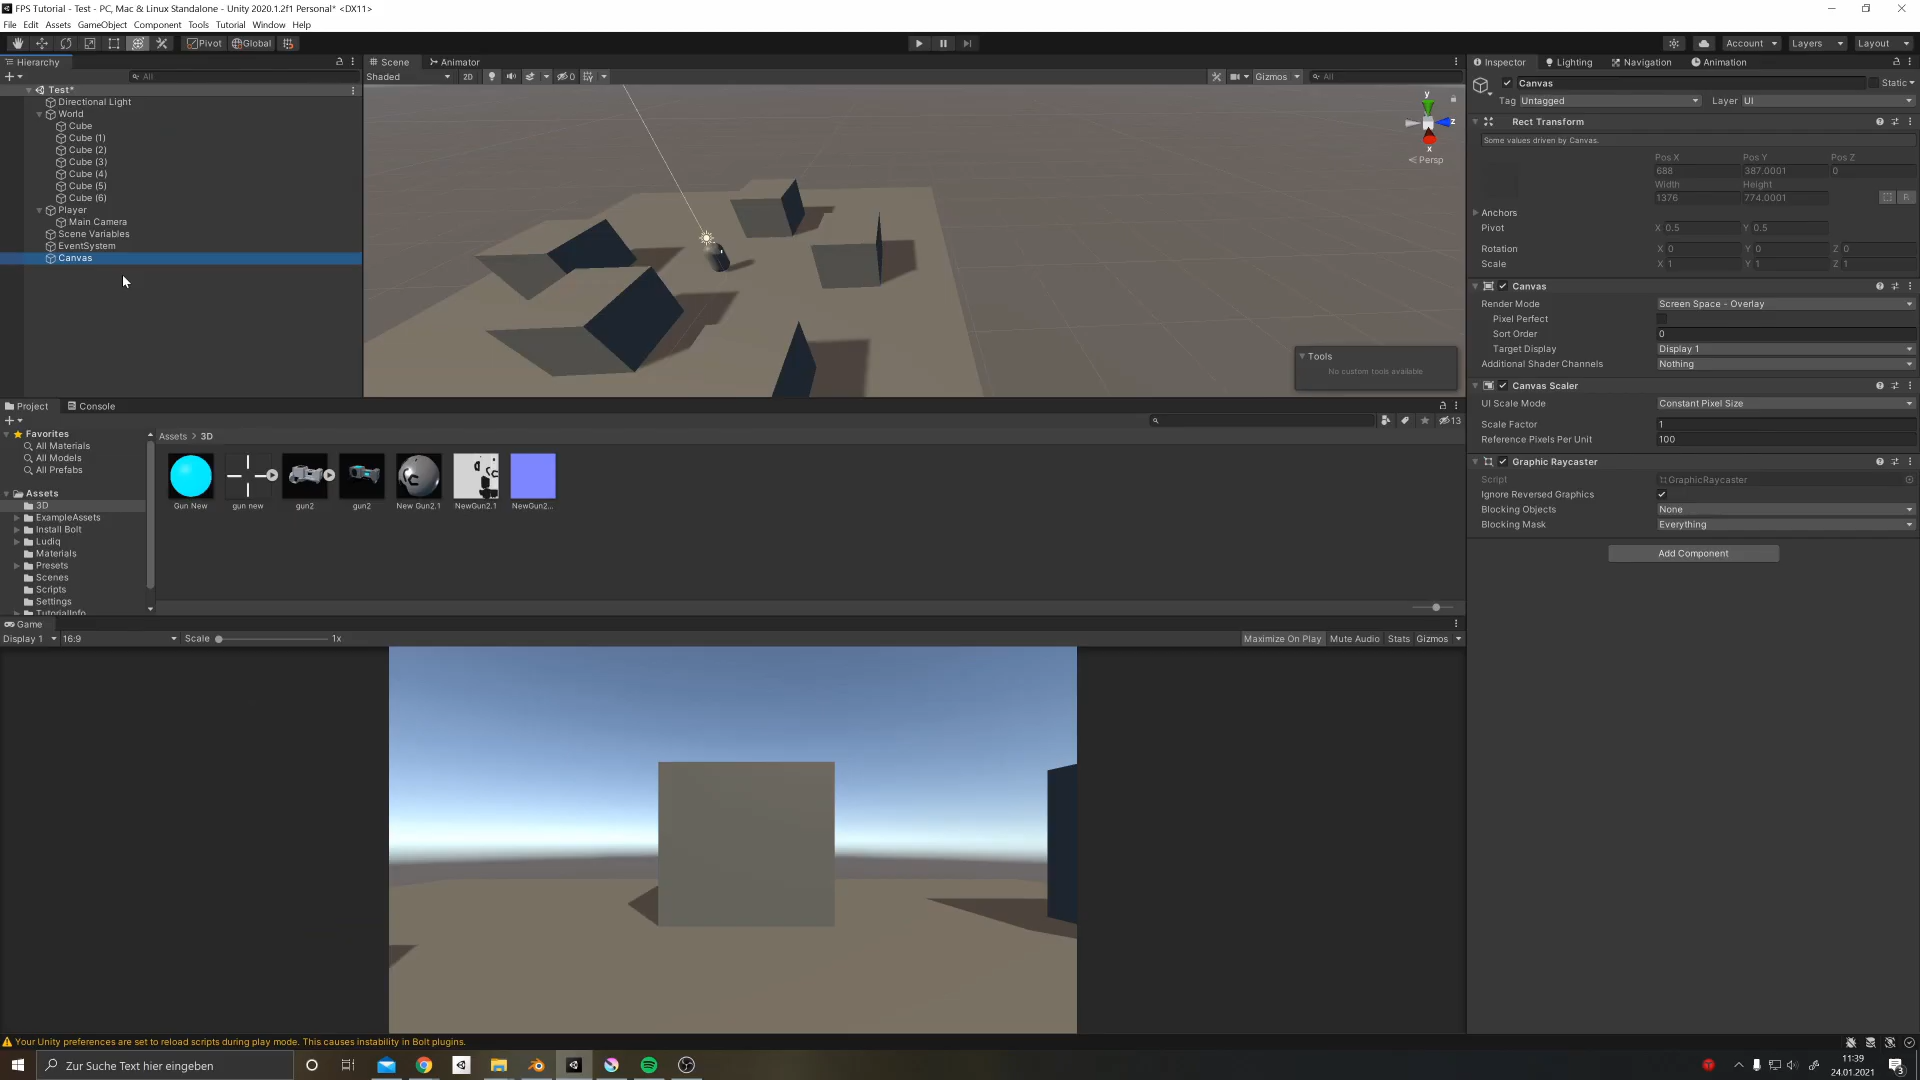 FPS Tutorial - Test - PC, Mac & Linux Standalone - Unity 2020.1.2f1 Personal* <DX11>
File Edit Assets GameObject Component Tools Tutorial Window Help
Pivot Global Account Layers Layout
Hierarchy
All
Test*
Directional Light
World
Cube
Cube (1)
Cube (2)
Cube (3)
Cube (4)
Cube (5)
Cube (6)
Player
Main Camera
Scene Variables
EventSystem
Canvas
Scene Animator
Shaded 2D 0 Gizmos All
y
z
x
< Persp
Tools
No custom tools available
Project Console
13
Favorites
All Materials
All Models
All Prefabs
Assets
3D
ExampleAssets
Install Bolt
Ludiq
Materials
Presets
Scenes
Scripts
Settings
TutorialInfo
Assets > 3D
Gun New
gun new
gun2
gun2
New Gun2.1
NewGun2.1
NewGun2...
Game
Display 1 16:9 Scale 1x Maximize On Play Mute Audio Stats Gizmos
Inspector Lighting Navigation Animation
Canvas Static
Tag Untagged Layer UI
Rect Transform
Some values driven by Canvas.
Pos X Pos Y Pos Z
688 387.0001 0
Width Height
1376 774.0001 R
Anchors
Pivot X 0.5 Y 0.5
Rotation X 0 Y 0 Z 0
Scale X 1 Y 1 Z 1
Canvas
Render Mode Screen Space - Overlay
Pixel Perfect
Sort Order 0
Target Display Display 1
Additional Shader Channels Nothing
Canvas Scaler
UI Scale Mode Constant Pixel Size
Scale Factor 1
Reference Pixels Per Unit 100
Graphic Raycaster
Script GraphicRaycaster
Ignore Reversed Graphics
Blocking Objects None
Blocking Mask Everything
Add Component
Your Unity preferences are set to reload scripts during play mode. This causes instability in Bolt plugins.
Zur Suche Text hier eingeben
11:39
24.01.2021
3